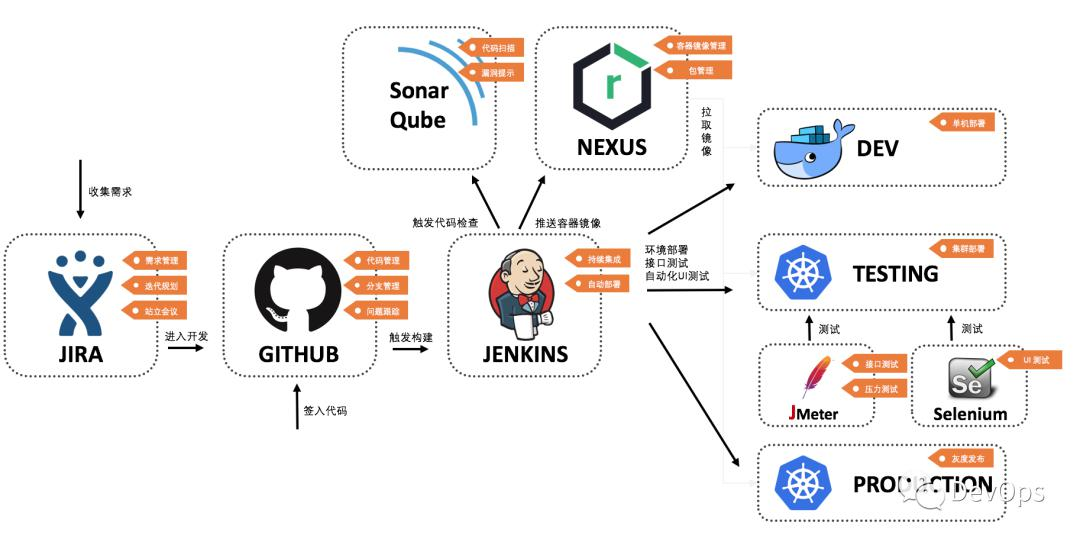 Sonar
Qube
代码扫描
漏洞提示
r
NEXUS
容器镜像管理
包管理
拉
取
镜
像
DEV
单机部署
收集需求
触发代码检查
推送容器镜像
JIRA
需求管理
迭代规划
站立会议
进入开发
GITHUB
代码管理
分支管理
问题跟踪
触发构建
签入代码
JENKINS
持续集成
自动部署
环境部署
接口测试
自动化UI测试
TESTING
集群部署
测试
测试
JMeter
接口测试
压力测试
Se
Selenium
UI 测试
PRODUCTION
灰度发布
DevOps